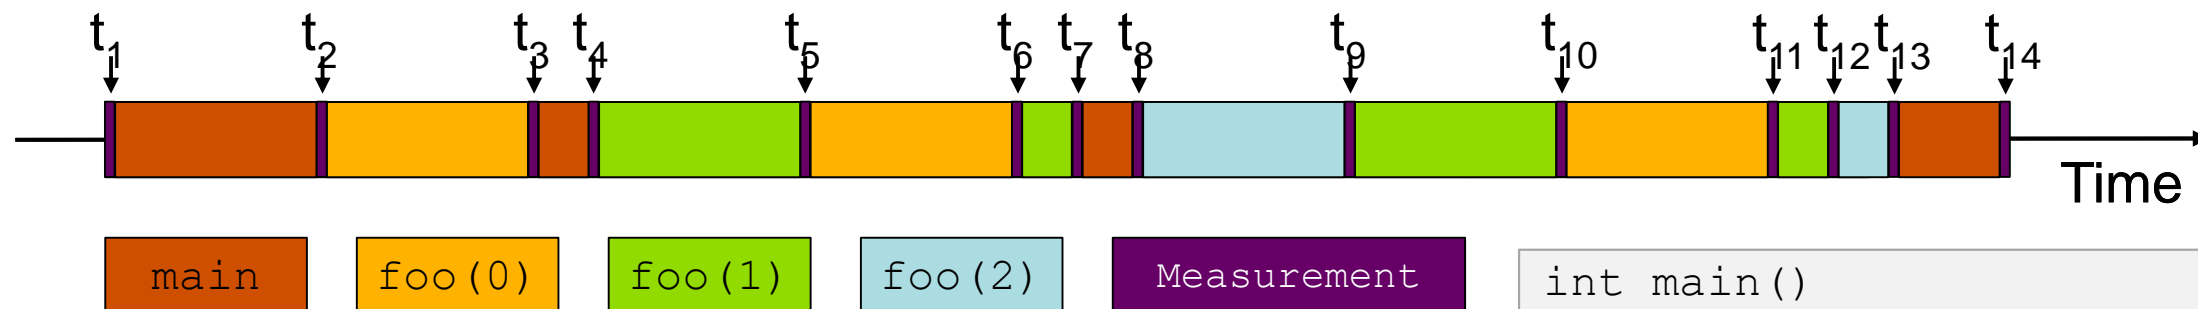 t1 t2 t3 t4 t5 t6 t7 t8 t9 t10 t11 t12 t13 t14
Time
main foo(0) foo(1) foo(2) Measurement int main()